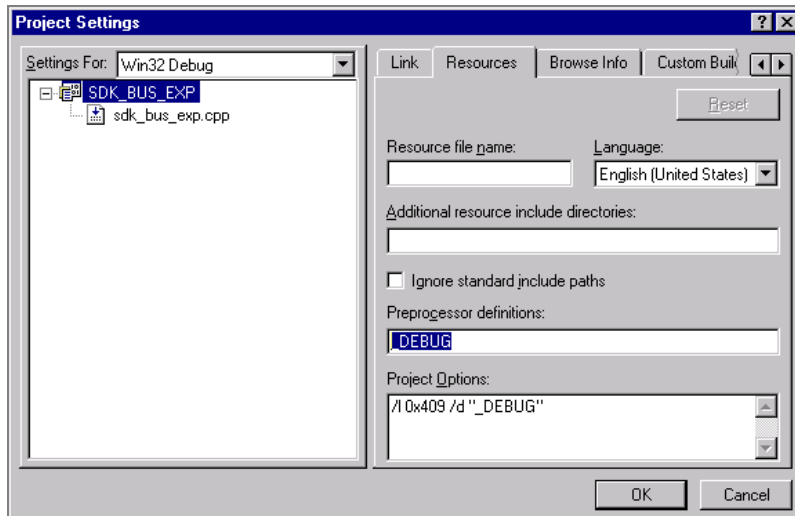 Project Settings
Settings For: Win32 Debug
SDK_BUS_EXP
sdk_bus_exp.cpp
Link Resources Browse Info Custom Build
Reset
Resource file name: Language:
English (United States)
Additional resource include directories:
Ignore standard include paths
Preprocessor definitions:
_DEBUG
Project Options:
/l 0x409 /d "_DEBUG"
OK Cancel